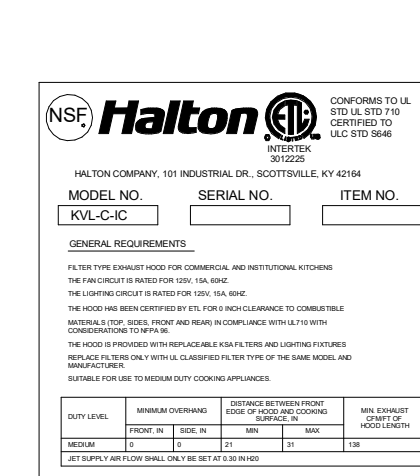 NSF
Halton
ETL
LISTED
US
INTERTEK
3012225
CONFORMS TO UL
STD UL STD 710
CERTIFIED TO
ULC STD S646
HALTON COMPANY, 101 INDUSTRIAL DR., SCOTTSVILLE, KY 42164
MODEL NO. SERIAL NO. ITEM NO.
KVL-C-IC
GENERAL REQUIREMENTS
FILTER TYPE EXHAUST HOOD FOR COMMERCIAL AND INSTITUTIONAL KITCHENS
THE FAN CIRCUIT IS RATED FOR 125V, 15A, 60HZ.
THE LIGHTING CIRCUIT IS RATED FOR 125V, 15A, 60HZ.
THE HOOD HAS BEEN CERTIFIED BY ETL FOR 0 INCH CLEARANCE TO COMBUSTIBLE
MATERIALS (TOP, SIDES, FRONT AND REAR) IN COMPLIANCE WITH UL710 WITH
CONSIDERATIONS TO NFPA 96.
THE HOOD IS PROVIDED WITH REPLACEABLE KSA FILTERS AND LIGHTING FIXTURES
REPLACE FILTERS ONLY WITH UL CLASSIFIED FILTER TYPE OF THE SAME MODEL AND
MANUFACTURER.
SUITABLE FOR USE TO MEDIUM DUTY COOKING APPLIANCES.
DUTY LEVEL
MINIMUM OVERHANG
FRONT, IN SIDE, IN
DISTANCE BETWEEN FRONT
EDGE OF HOOD AND COOKING
SURFACE, IN
MIN MAX
MIN. EXHAUST
CFM/FT OF
HOOD LENGTH
MEDIUM 0 0 21 31 138
JET SUPPLY AIR FLOW SHALL ONLY BE SET AT 0.30 IN H20